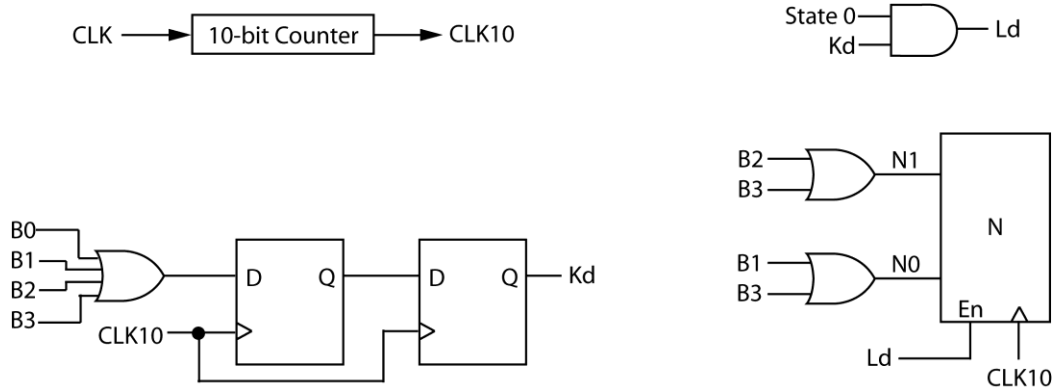 CLK 10-bit Counter CLK10
State 0
Kd Ld
B2 N1
B3
N
B1 N0
B3
En
Ld
CLK10
B0
B1
B2
B3
D Q D Q Kd
CLK10